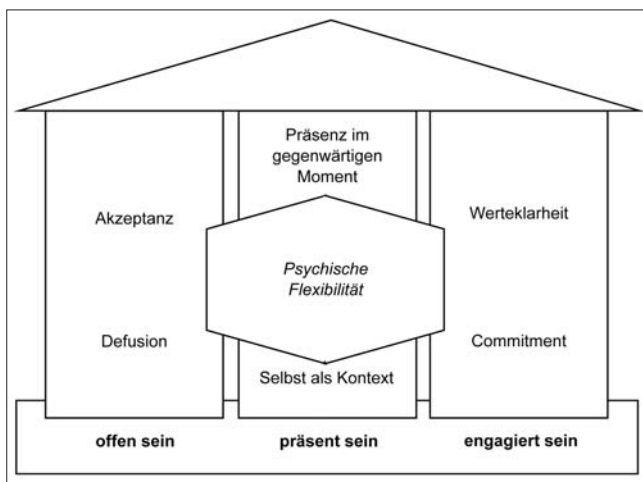 Präsenz im
gegenwärtigen
Moment
Akzeptanz
Werteklarheit
Psychische
Flexibilität
Defusion
Commitment
Selbst als Kontext
offen sein
präsent sein
engagiert sein